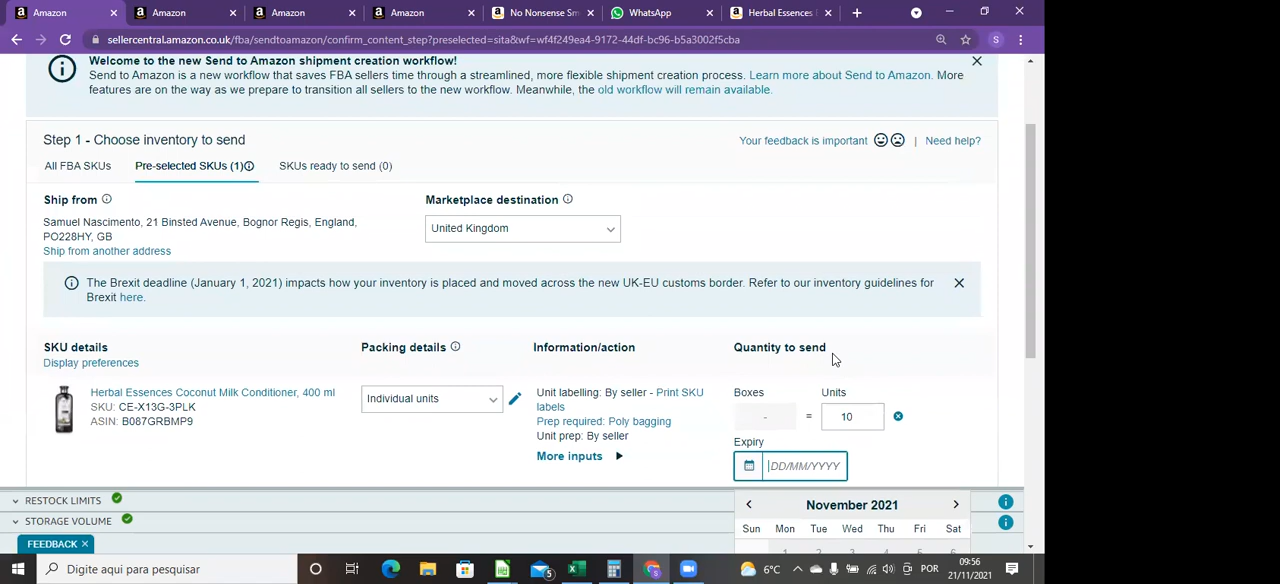 Amazon
Amazon
Amazon
Amazon
No Nonsense Sm
WhatsApp
Herbal Essences
sellercentral.amazon.co.uk/fba/sendtoamazon/confirm_content_step?preselected=sita&wf=wf4f249ea4-9172-44df-bc96-b5a3002f5cba
S
Welcome to the new Send to Amazon shipment creation workflow!
Send to Amazon is a new workflow that saves FBA sellers time through a streamlined, more flexible shipment creation process. Learn more about Send to Amazon. More
features are on the way as we prepare to transition all sellers to the new workflow. Meanwhile, the old workflow will remain available.
Step 1 - Choose inventory to send
Your feedback is important | Need help?
All FBA SKUs Pre-selected SKUs (1) SKUs ready to send (0)
Ship from
Marketplace destination
Samuel Nascimento, 21 Binsted Avenue, Bognor Regis, England,
PO228HY, GB
Ship from another address
United Kingdom
The Brexit deadline (January 1, 2021) impacts how your inventory is placed and moved across the new UK-EU customs border. Refer to our inventory guidelines for
Brexit here.
SKU details
Display preferences
Packing details
Information/action
Quantity to send
Herbal Essences Coconut Milk Conditioner, 400 ml
SKU: CE-X13G-3PLK
ASIN: B087GRBMP9
Individual units
Unit labelling: By seller - Print SKU
labels
Prep required: Poly bagging
Unit prep: By seller
More inputs
Boxes Units
- = 10
Expiry
DD/MM/YYYY
RESTOCK LIMITS
STORAGE VOLUME
FEEDBACK
November 2021
Sun Mon Tue Wed Thu Fri Sat
1 2 3 4 5 6
Digite aqui para pesquisar
5
6°C
POR
09:56
21/11/2021